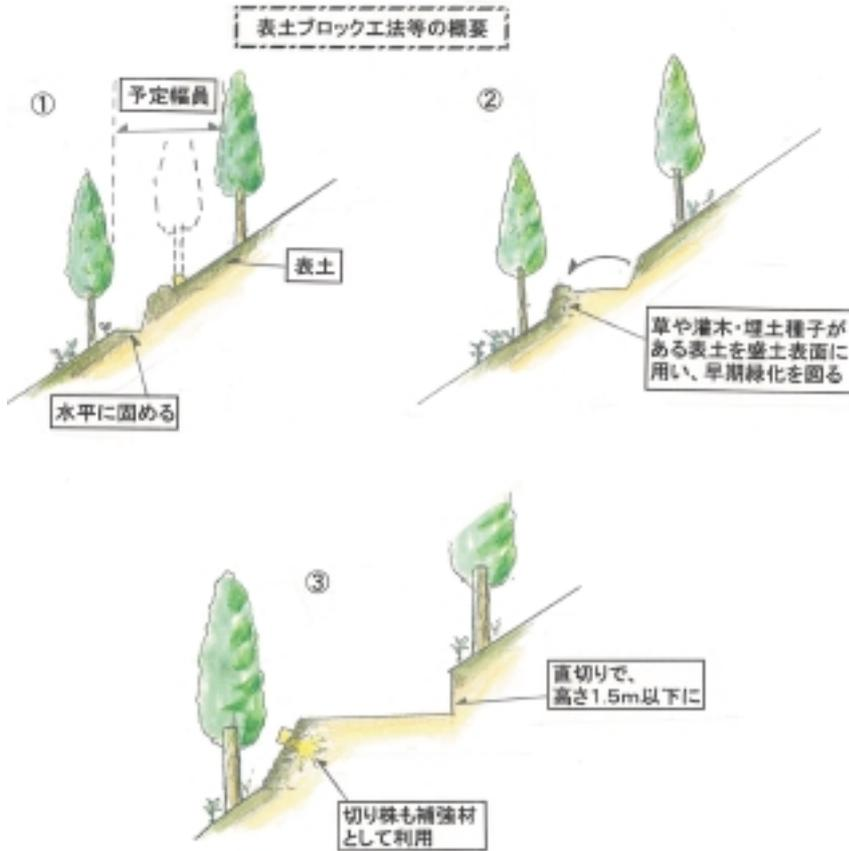 表土ブロック工法等の概要
①
予定幅員
表土
水平に固める
②
草や灌木・埋土種子が
ある表土を盛土表面に
用い、早期緑化を図る
③
直切りで、
高さ1.5m以下に
切り株も補強材
として利用